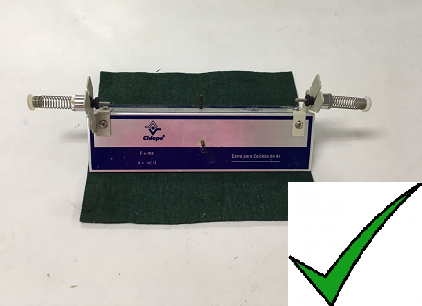 Cidepe
F = ma
Carro para Colchão de Ar